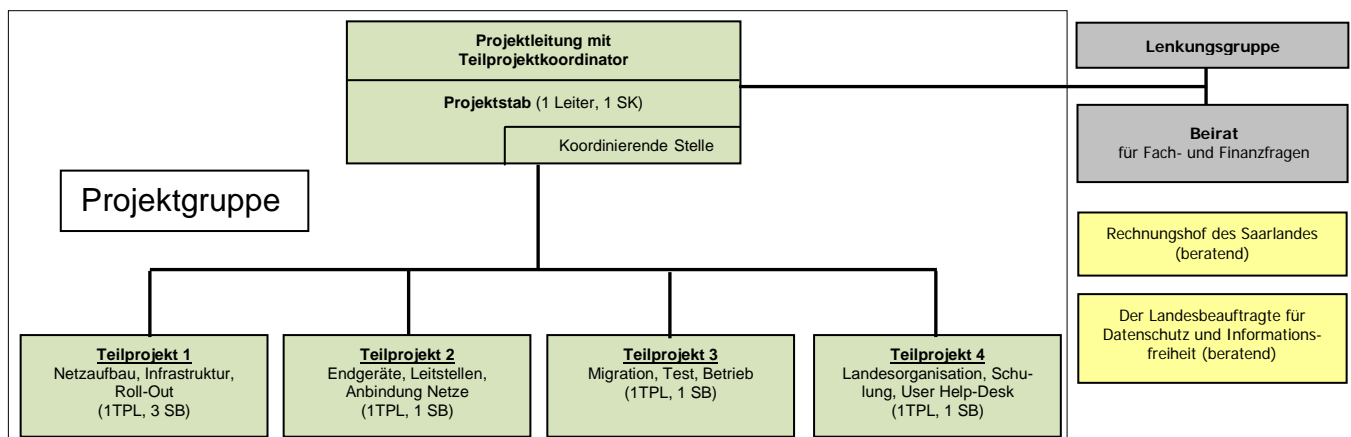 Projektleitung mit
Teilprojektkoordinator
Projektstab (1 Leiter, 1 SK)
Koordinierende Stelle
Lenkungsgruppe
Beirat
für Fach- und Finanzfragen
Projektgruppe
Rechnungshof des Saarlandes
(beratend)
Der Landesbeauftragte für
Datenschutz und Informations-
freiheit (beratend)
Teilprojekt 1
Netzaufbau, Infrastruktur,
Roll-Out
(1TPL, 3 SB)
Teilprojekt 2
Endgeräte, Leitstellen,
Anbindung Netze
(1TPL, 1 SB)
Teilprojekt 3
Migration, Test, Betrieb
(1TPL, 1 SB)
Teilprojekt 4
Landesorganisation, Schu-
lung, User Help-Desk
(1TPL, 1 SB)